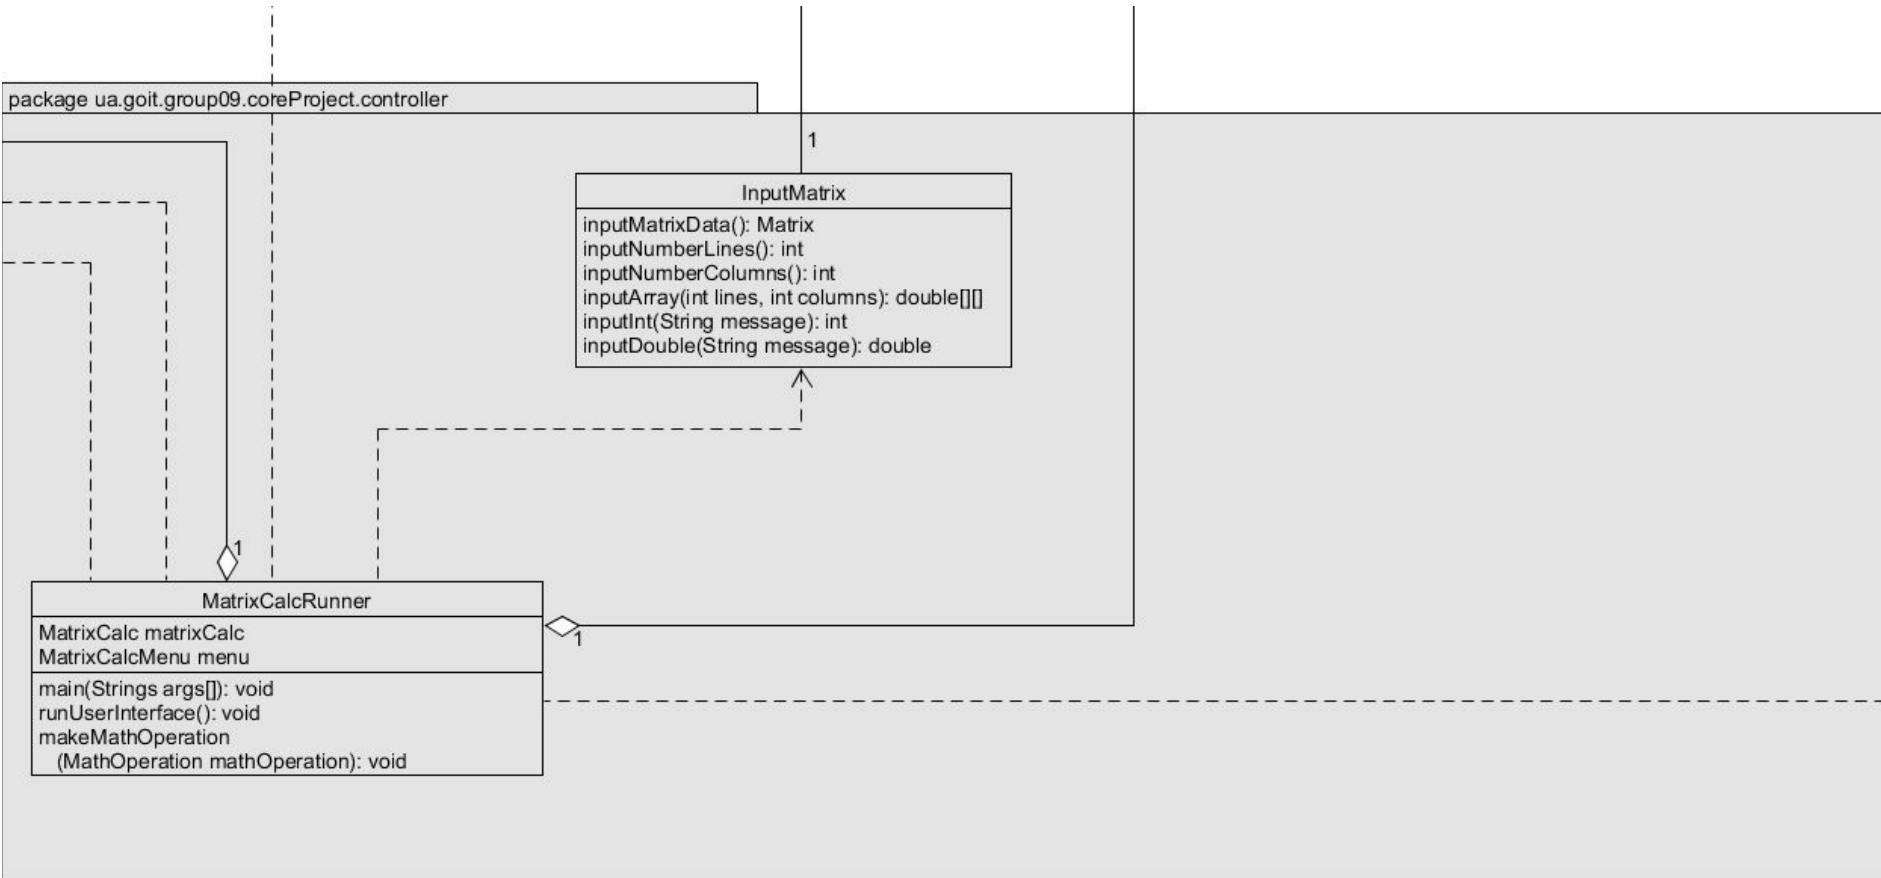 package ua.goit.group09.coreProject.controller
1
InputMatrix
inputMatrixData(): Matrix
inputNumberLines(): int
inputNumberColumns(): int
inputArray(int lines, int columns): double[][]
inputInt(String message): int
inputDouble(String message): double
1
MatrixCalcRunner
MatrixCalc matrixCalc
MatrixCalcMenu menu
1
main(Strings args[]): void
runUserInterface(): void
makeMathOperation
(MathOperation mathOperation): void